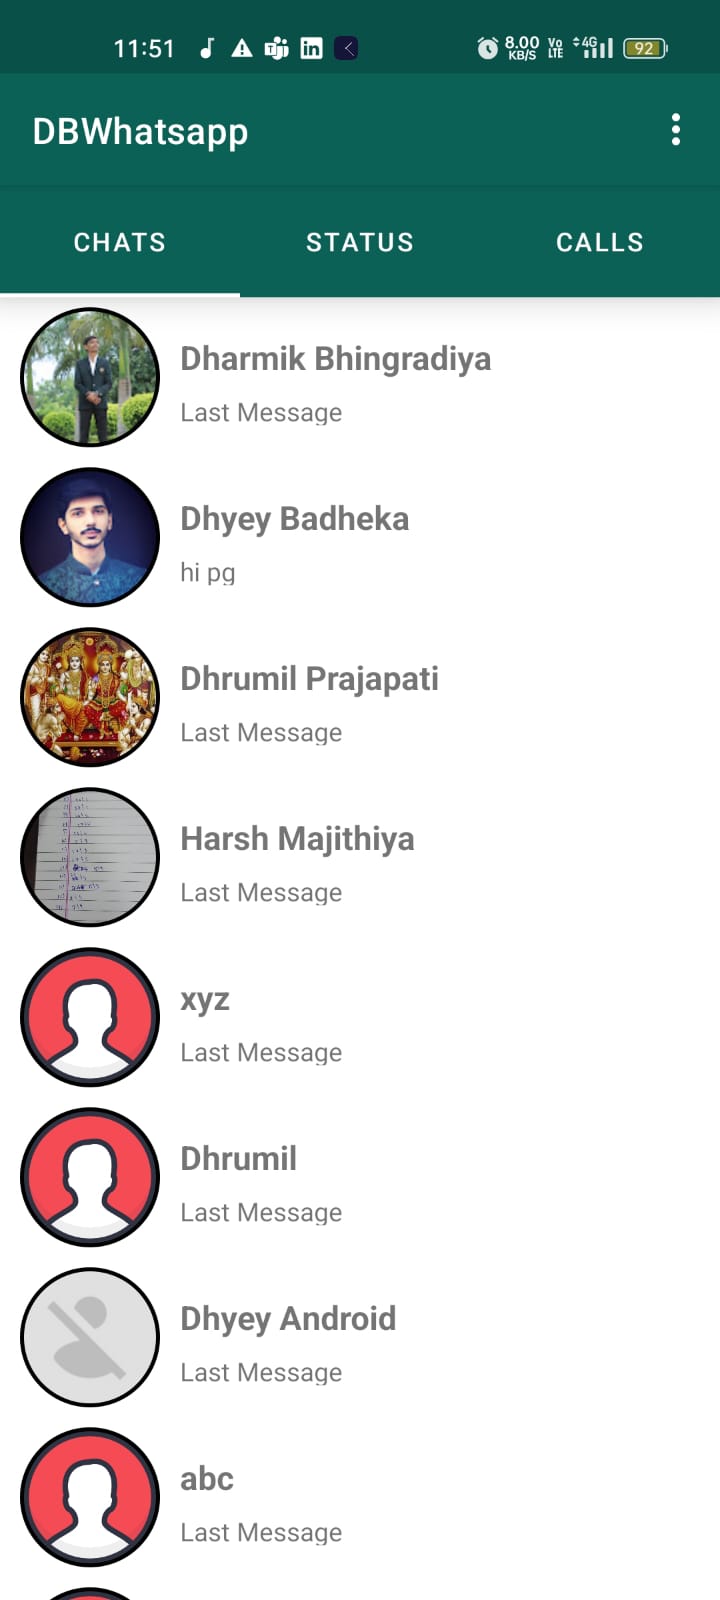 11:51
8.00 KB/S
Vo LTE
4G
92
DBWhatsapp
CHATS
STATUS
CALLS
Dharmik Bhingradiya
Last Message
Dhyey Badheka
hi pg
Dhrumil Prajapati
Last Message
Harsh Majithiya
Last Message
xyz
Last Message
Dhrumil
Last Message
Dhyey Android
Last Message
abc
Last Message